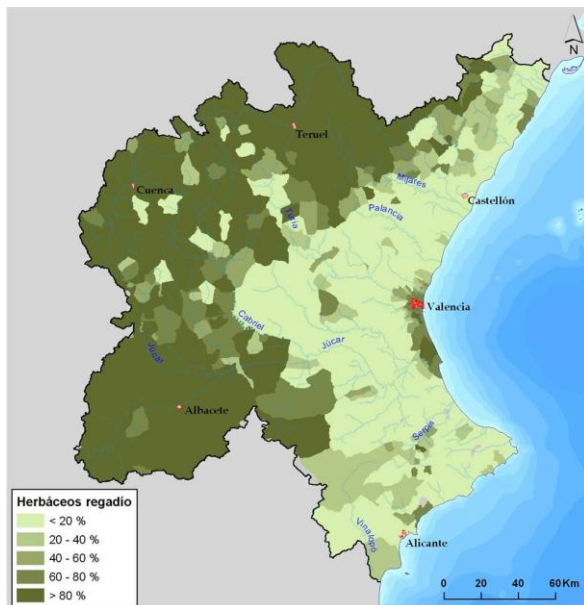 N
Teruel
Cuenca
Mijares
Castellón
Palancia
Turia
Valencia
Cabriel
Júcar
Júcar
Albacete
Serpis
Vinalopó
Alicante
Herbáceos regadío
< 20 %
20 - 40 %
40 - 60 %
60 - 80 %
> 80 %
0 20 40 60 Km